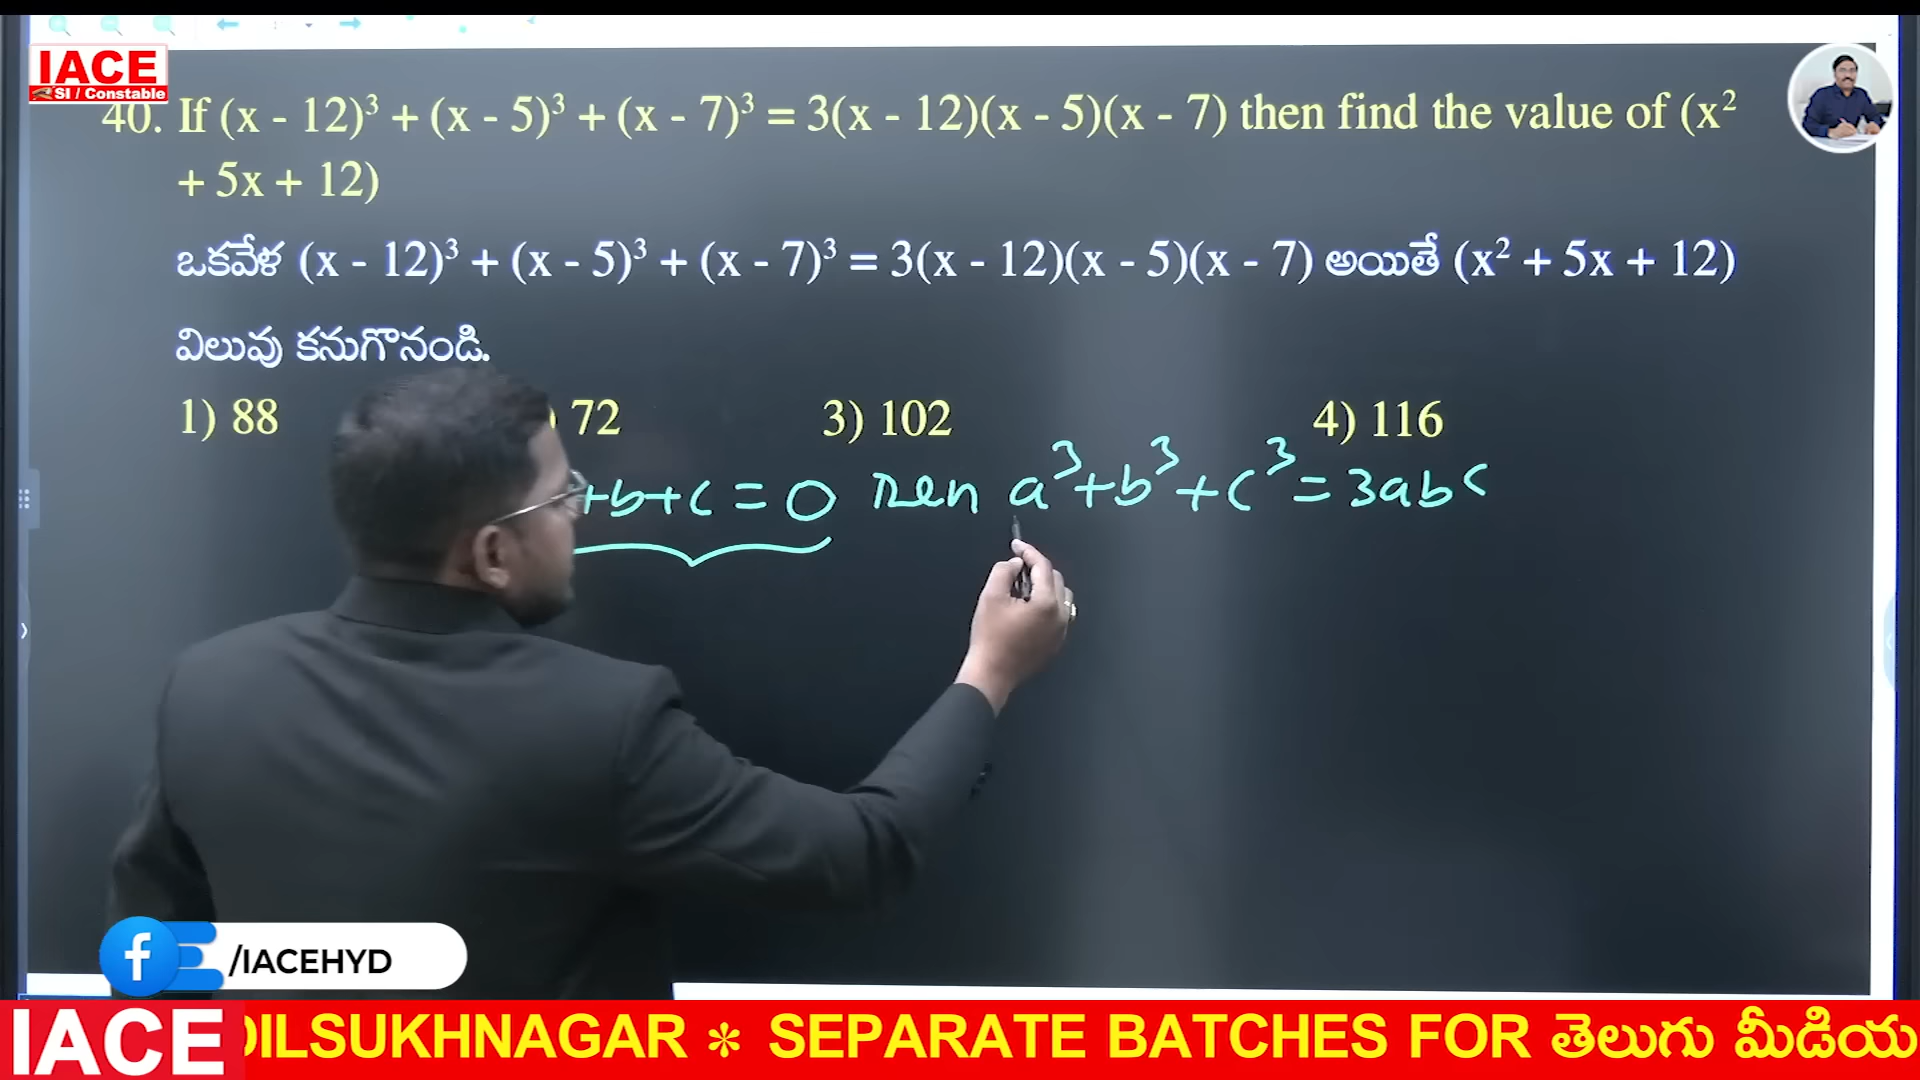 IACE
SI / Constable
40. If (x - 12)³ + (x - 5)³ + (x - 7)³ = 3(x - 12)(x - 5)(x - 7) then find the value of (x²
+ 5x + 12)
ఒకవేళ (x - 12)³ + (x - 5)³ + (x - 7)³ = 3(x - 12)(x - 5)(x - 7) అయితే (x² + 5x + 12)
విలువు కనుగొనండి.
1) 88 ) 72 3) 102 4) 116
+b+c = 0 then a³+b³+c³ = 3abc
/IACEHYD
IACE DILSUKHNAGAR * SEPARATE BATCHES FOR తెలుగు మీడియ